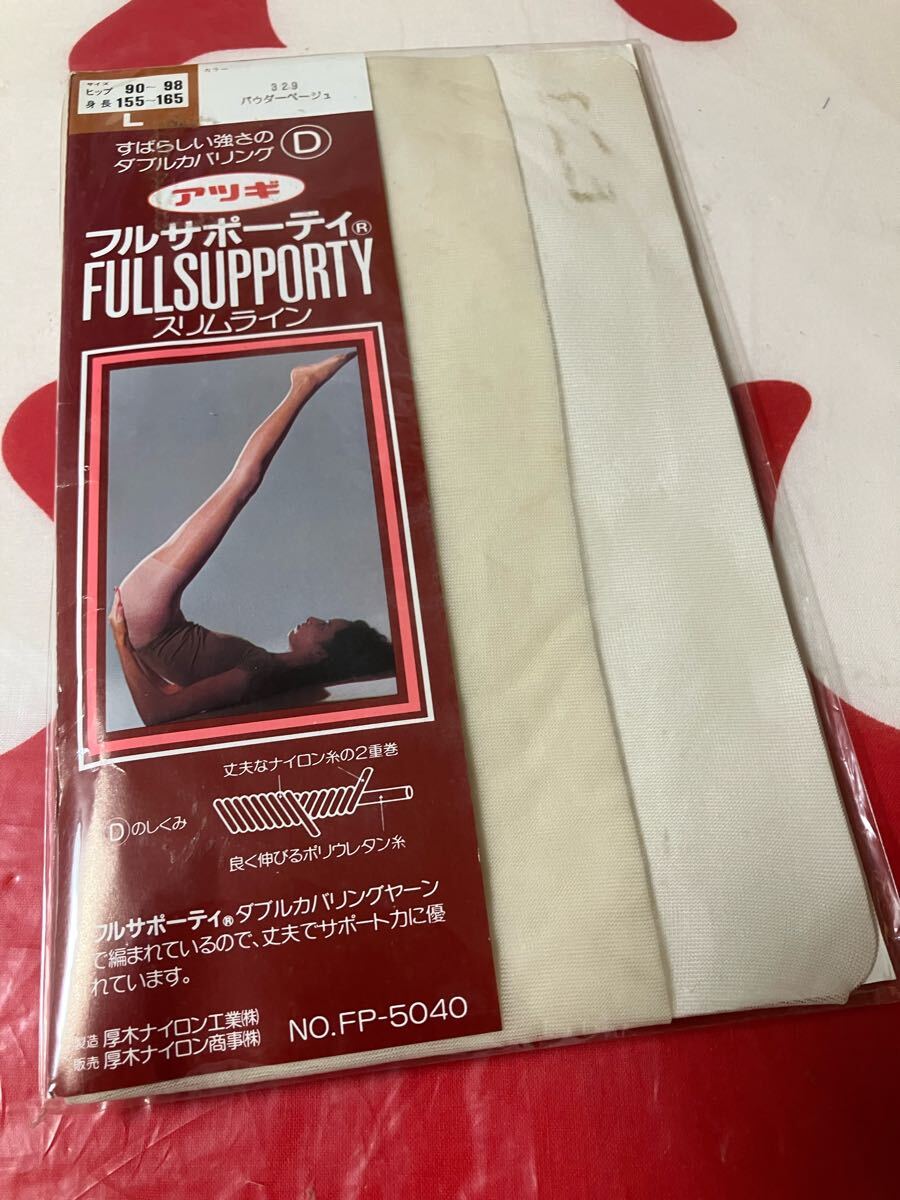 サイズ
ヒップ 90~98
身長 155~165
L
カラー
329
パウダーベージュ
すばらしい強さの
ダブルカバリング Ⓓ
アツギ
フルサポーティ®
FULLSUPPORTY
スリムライン
丈夫なナイロン糸の2重巻
Ⓓのしくみ
良く伸びるポリウレタン糸
フルサポーティ®ダブルカバリングヤーン
で編まれているので、丈夫でサポート力に優
れています。
製造 厚木ナイロン工業㈱
販売 厚木ナイロン商事㈱
NO.FP-5040